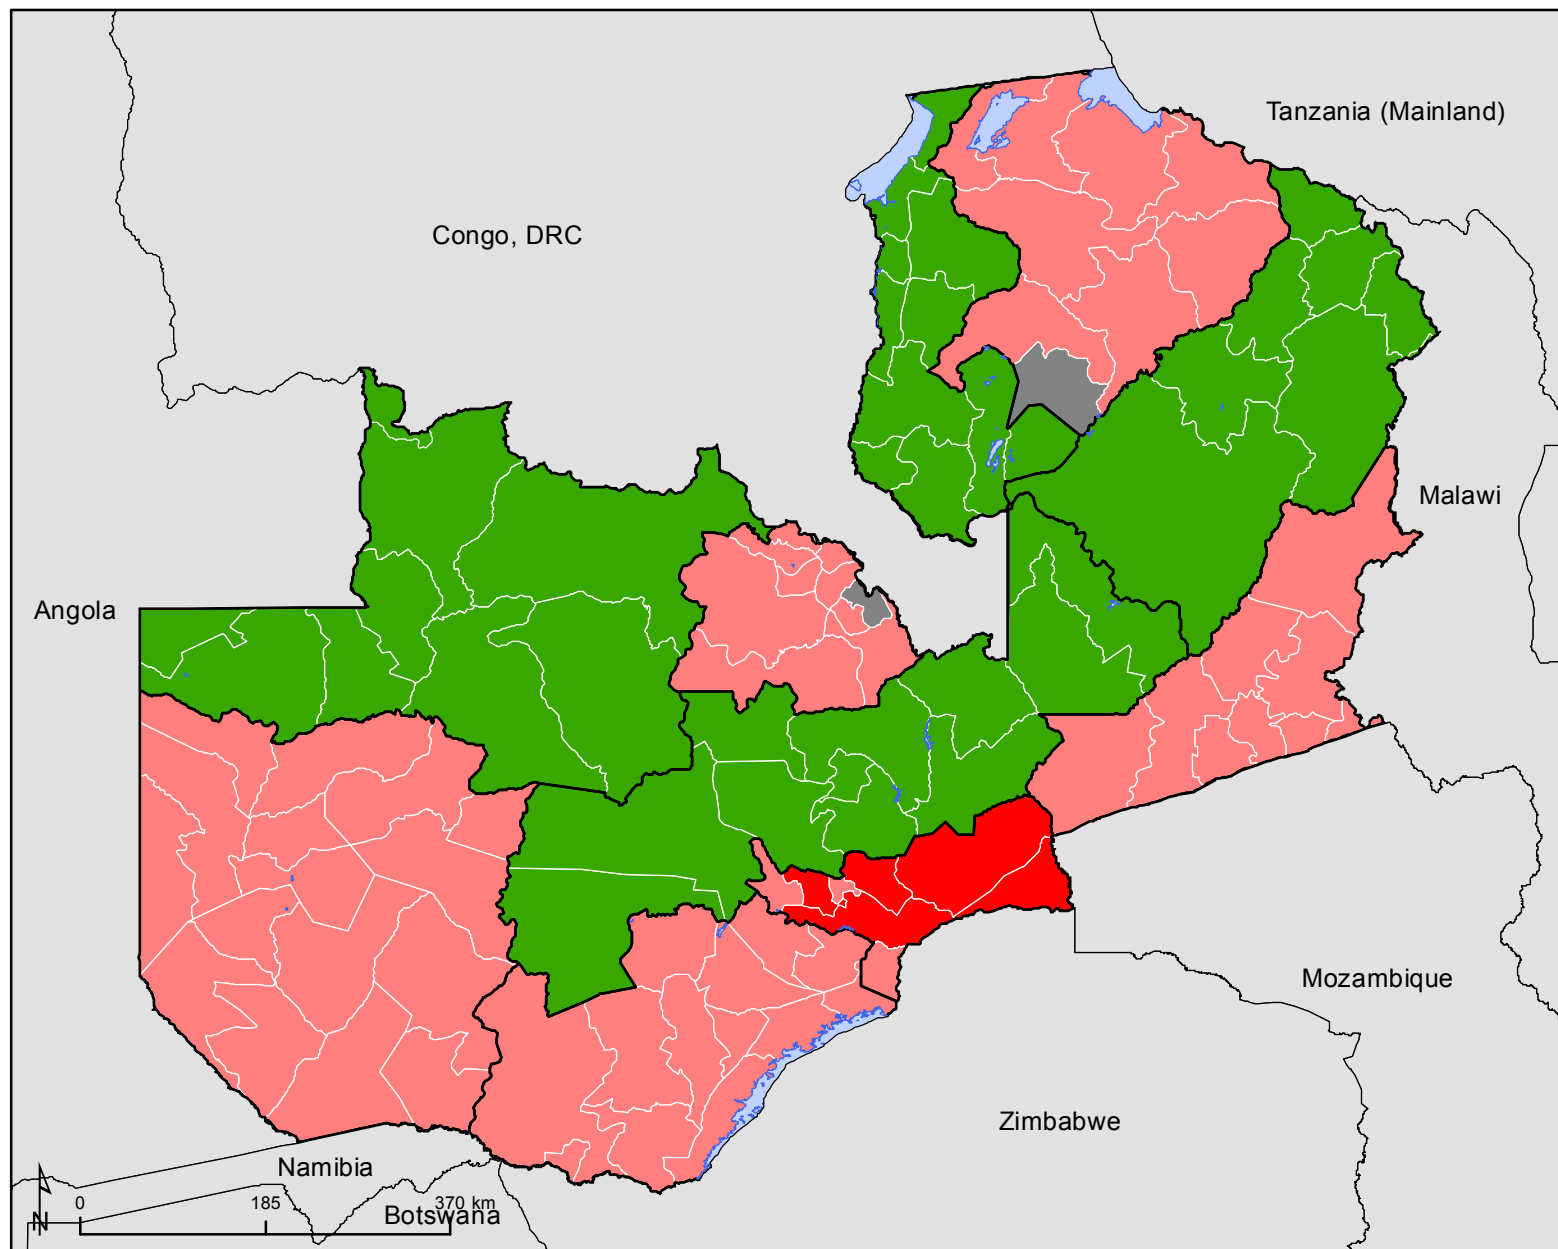 Tanzania (Mainland)
Congo, DRC
Malawi
Angola
Mozambique
Zimbabwe
Namibia
0 185 370 km
Botswana
N